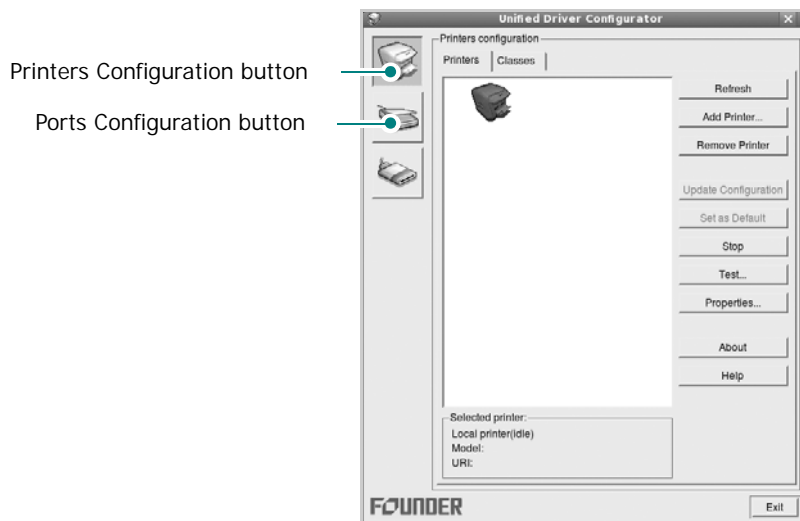 Unified Driver Configurator
Printers Configuration button
Ports Configuration button
Printers configuration
Printers
Classes
Refresh
Add Printer...
Remove Printer
Update Configuration
Set as Default
Stop
Test...
Properties...
About
Help
Selected printer:
Local printer(idle)
Model:
URI:
FOUNDER
Exit